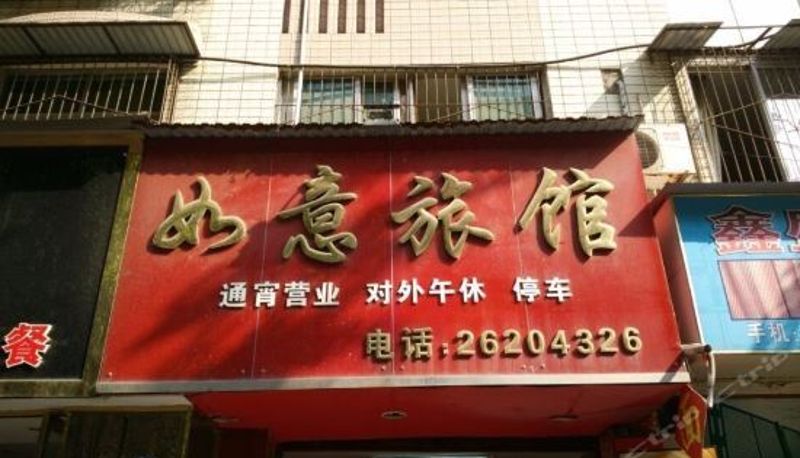 如意旅馆
通宵营业 对外午休 停车
电话:26204326
餐
鑫
手机: